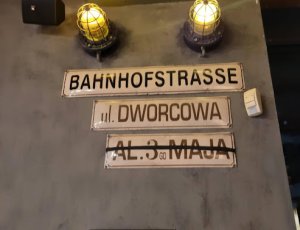 BAHNHOFSTRASSE
ul. DWORCOWA
AL. 3 GO MAJA